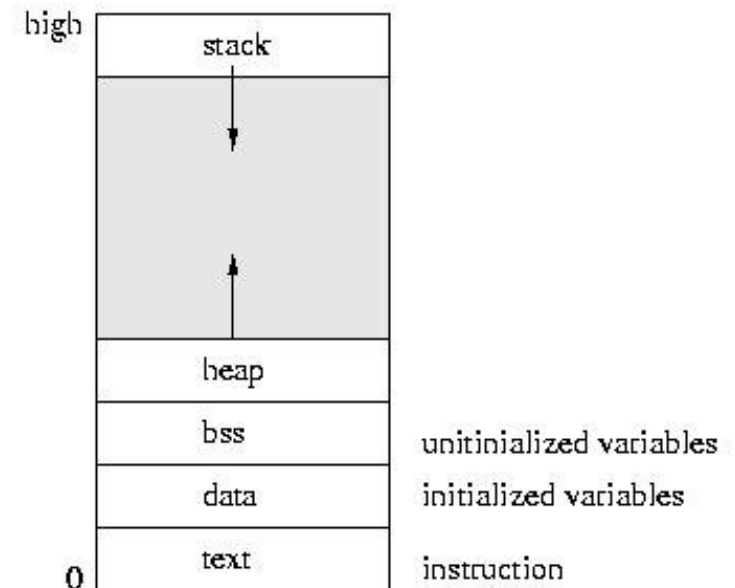 high
stack
heap
bss
unitinialized variables
data
initialized variables
text
instruction
0